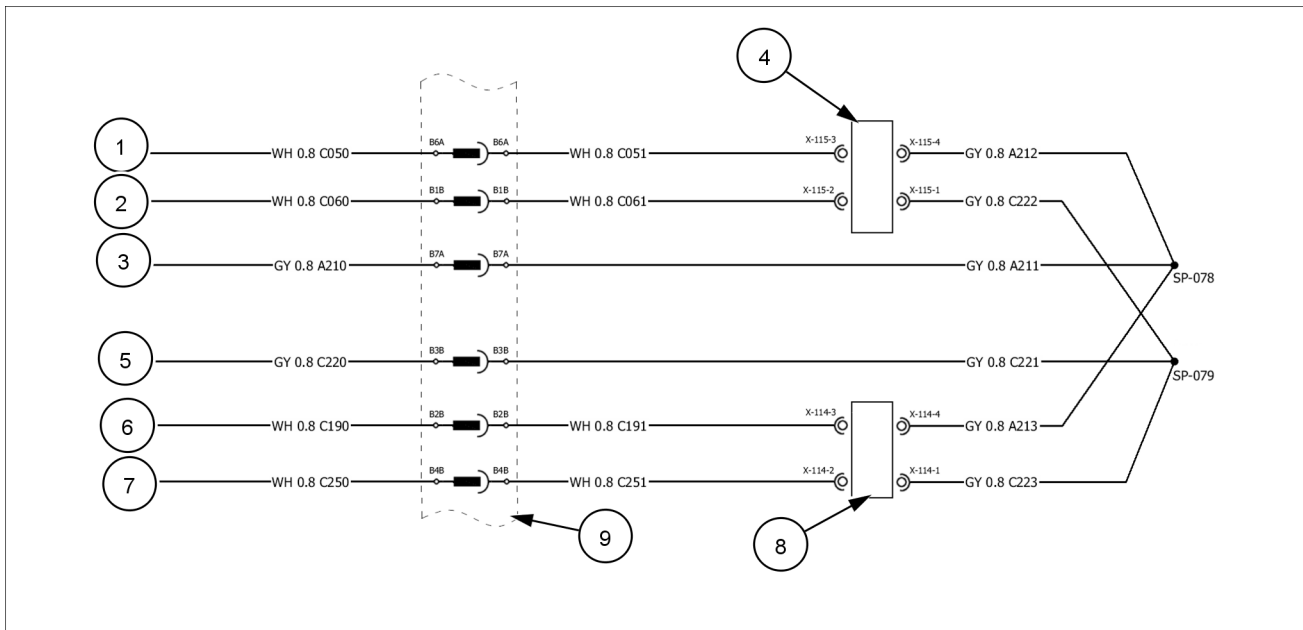 4
1 WH 0.8 C050 B6A B6A WH 0.8 C051 X-115-3 X-115-4 GY 0.8 A212
2 WH 0.8 C060 B1B B1B WH 0.8 C061 X-115-2 X-115-1 GY 0.8 C222
3 GY 0.8 A210 B7A B7A GY 0.8 A211
SP-078
5 GY 0.8 C220 B3B B3B GY 0.8 C221
SP-079
6 WH 0.8 C190 B2B B2B WH 0.8 C191 X-114-3 X-114-4 GY 0.8 A213
7 WH 0.8 C250 B4B B4B WH 0.8 C251 X-114-2 X-114-1 GY 0.8 C223
9
8